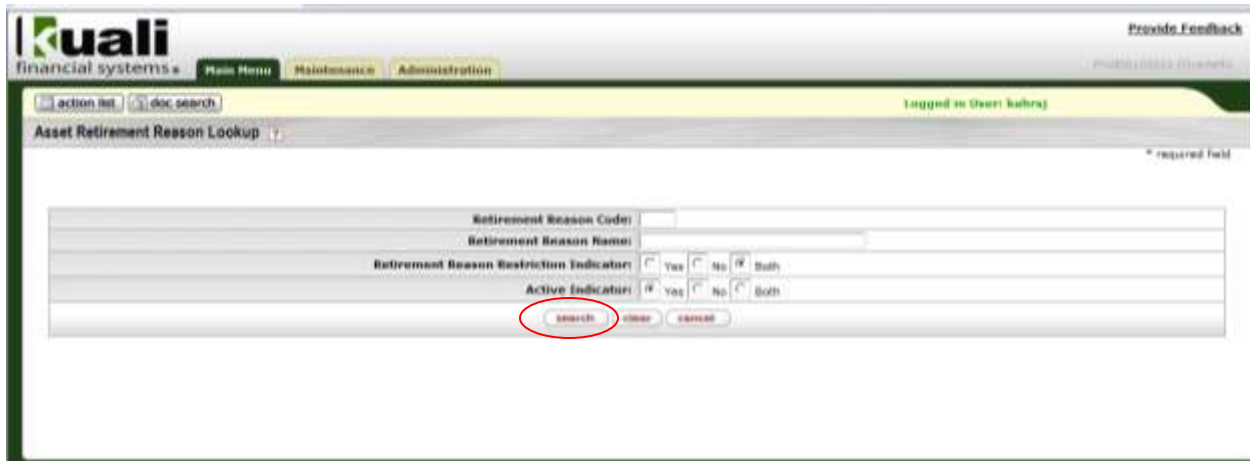 Kuali
financial systems
Provide Feedback
Main Menu Maintenance Administration
action list doc search
Logged in User:
Asset Retirement Reason Lookup ?
* required field
Retirement Reason Code:
Retirement Reason Name:
Retirement Reason Restriction Indicator: Yes No Both
Active Indicator: Yes No Both
search clear cancel